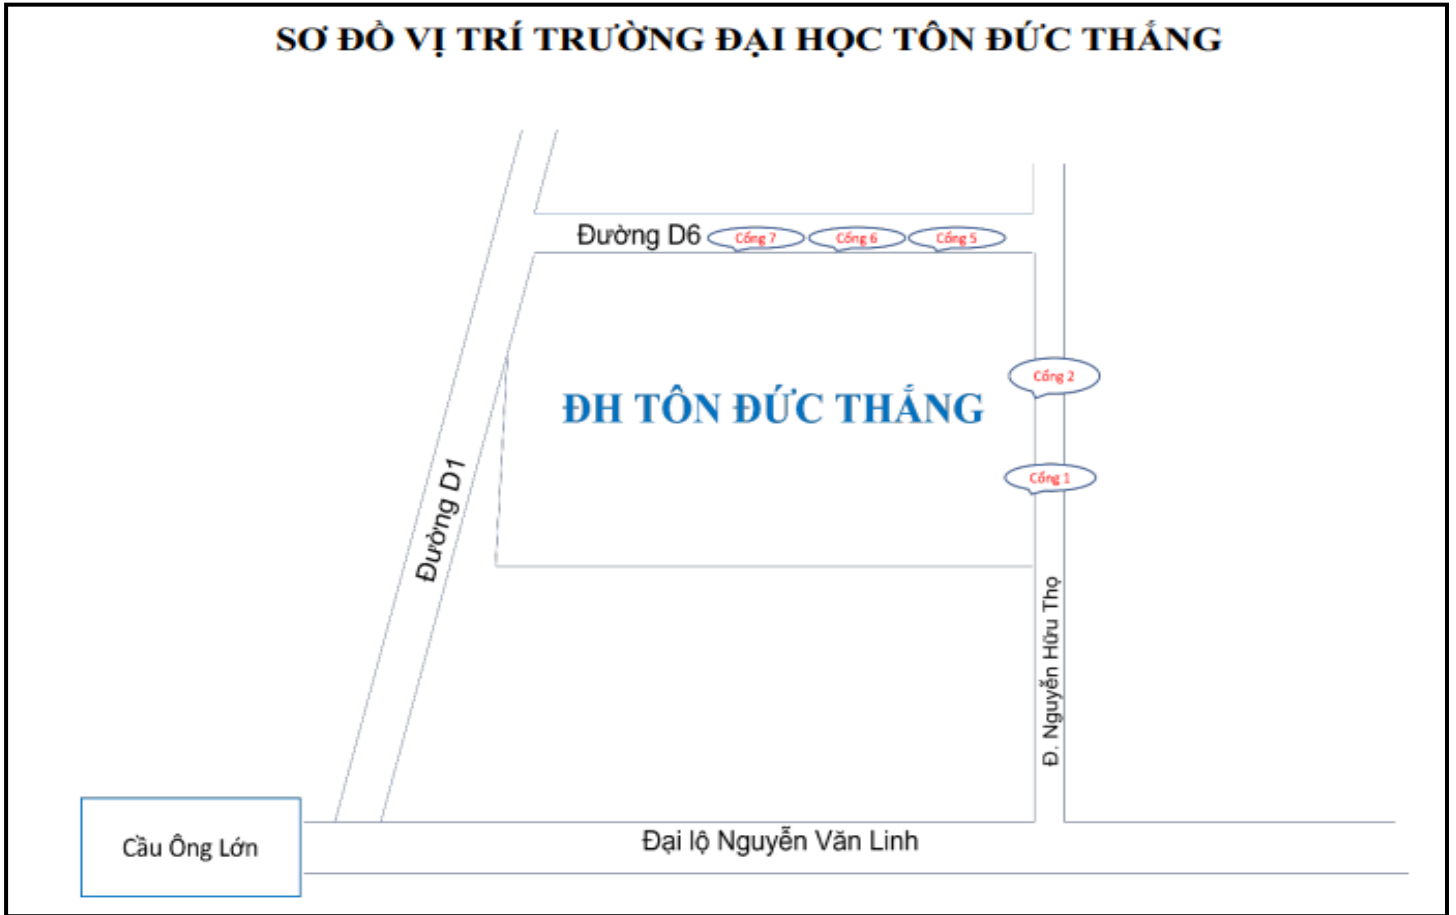 SƠ ĐỒ VỊ TRÍ TRƯỜNG ĐẠI HỌC TÔN ĐỨC THẮNG
Đường D6
Cổng 7
Cổng 6
Cổng 5
Cổng 2
ĐH TÔN ĐỨC THẮNG
Cổng 1
Đường D1
Đ. Nguyễn Hữu Thọ
Đại lộ Nguyễn Văn Linh
Cầu Ông Lớn